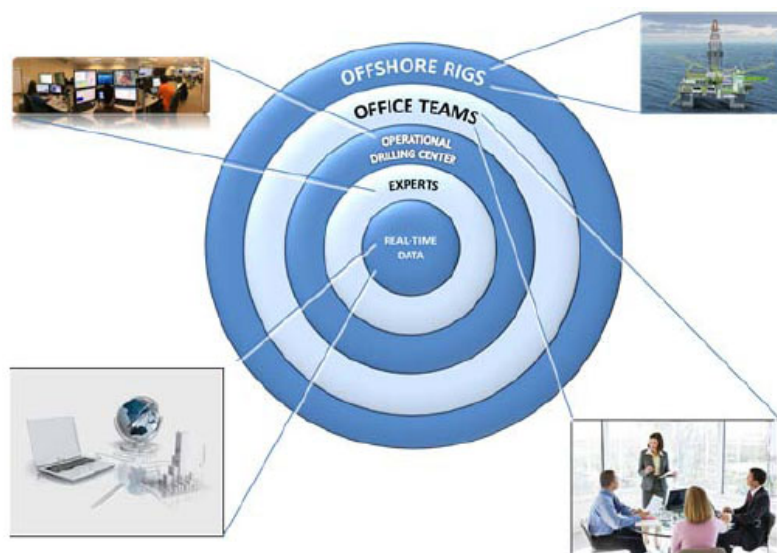 OFFSHORE RIGS
OFFICE TEAMS
OPERATIONAL
DRILLING CENTER
EXPERTS
REAL-TIME
DATA